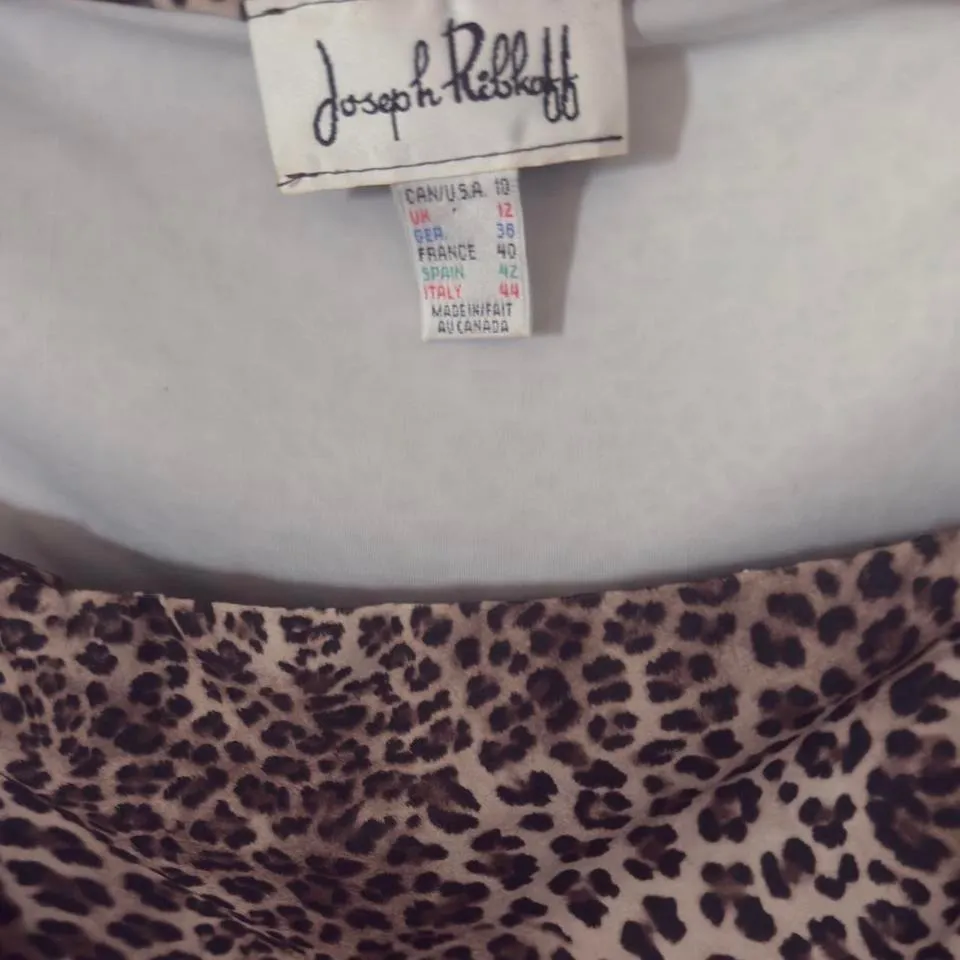 Joseph Ribkoff
CAN/U.S.A. 10
UK 12
GER. 38
FRANCE 40
SPAIN 42
ITALY 44
MADE IN/FAIT
AU CANADA